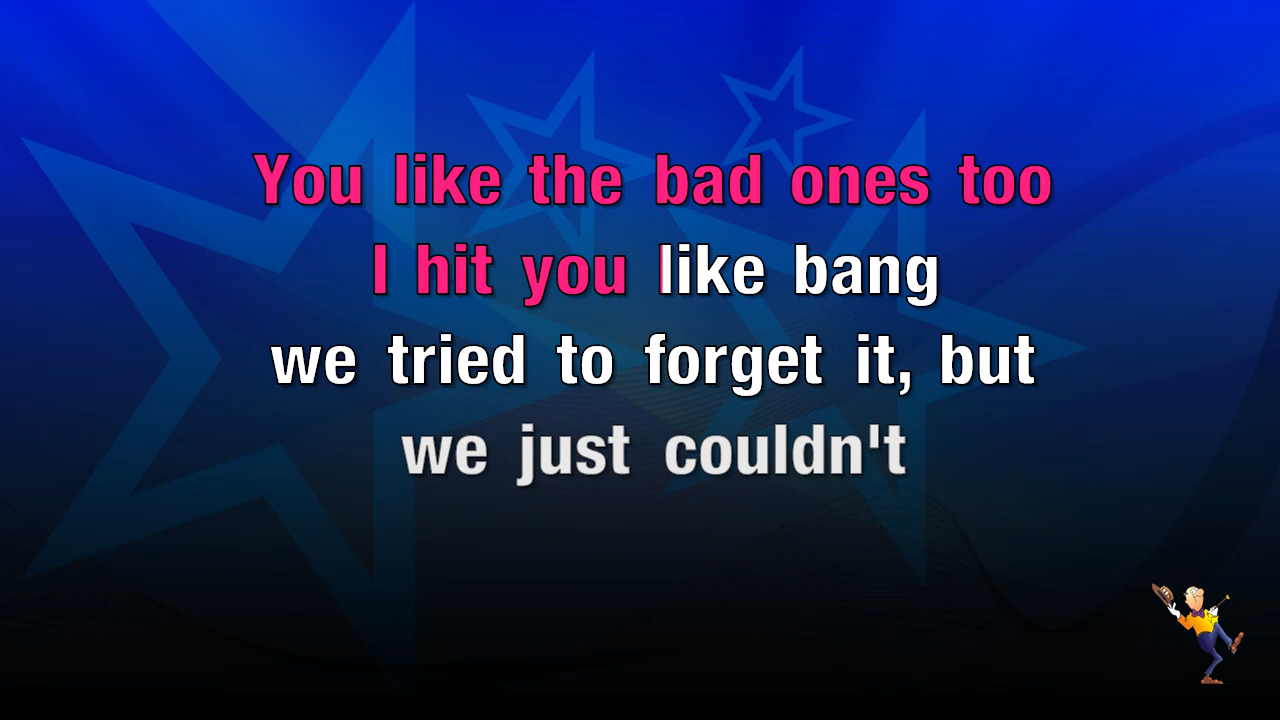 You like the bad ones too
I hit you like bang
we tried to forget it, but
we just couldn't